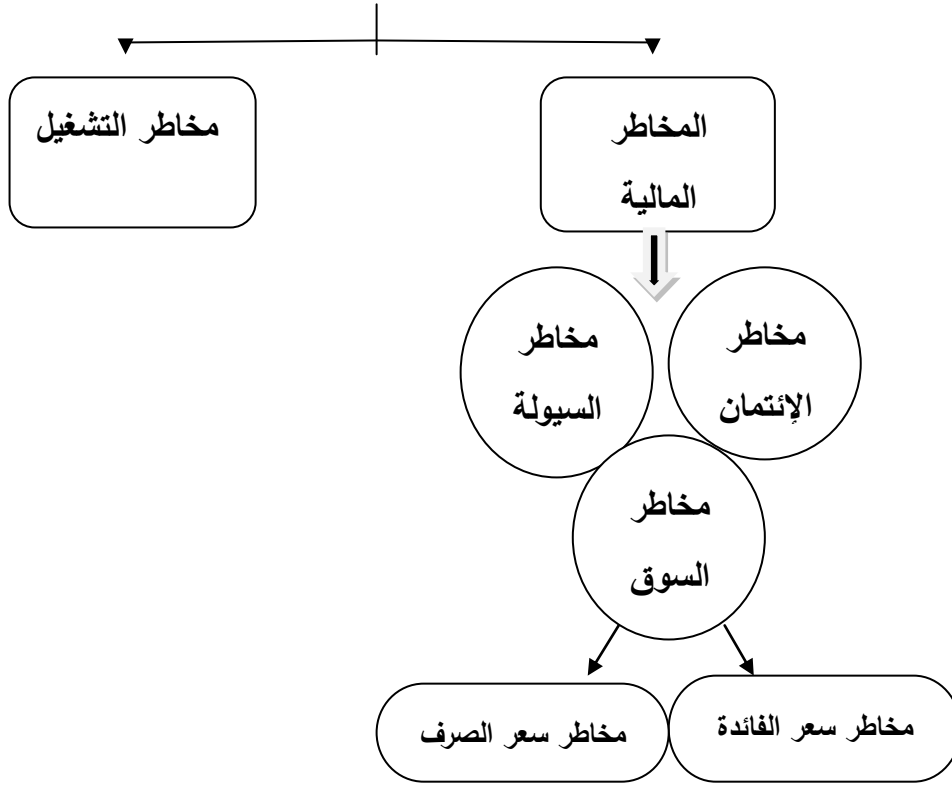 المخاطر
المالية
مخاطر التشغيل
مخاطر
الإئتمان
مخاطر
السيولة
مخاطر
السوق
مخاطر سعر الفائدة
مخاطر سعر الصرف